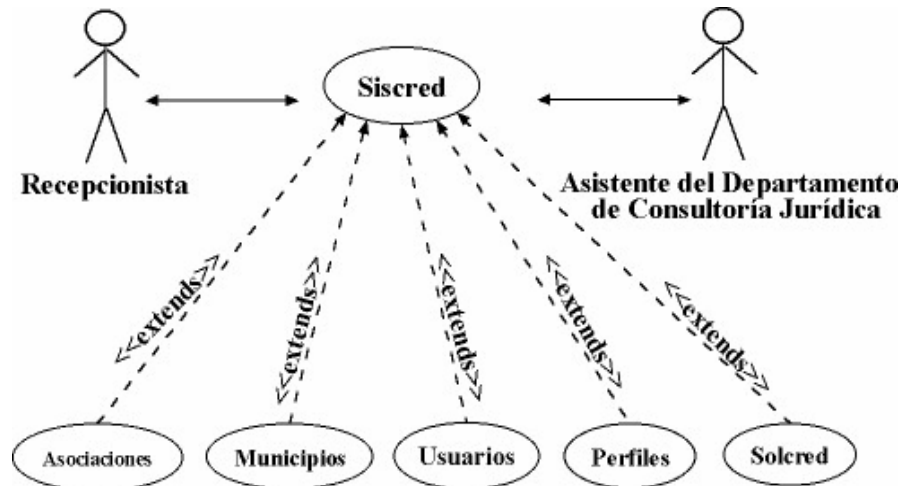 Siscred
Recepcionista
Asistente del Departamento
de Consultoría Jurídica
<<extends>>
<<extends>>
<<extends>>
<<extends>>
<<extends>>
Asociaciones
Municipios
Usuarios
Perfiles
Solcred